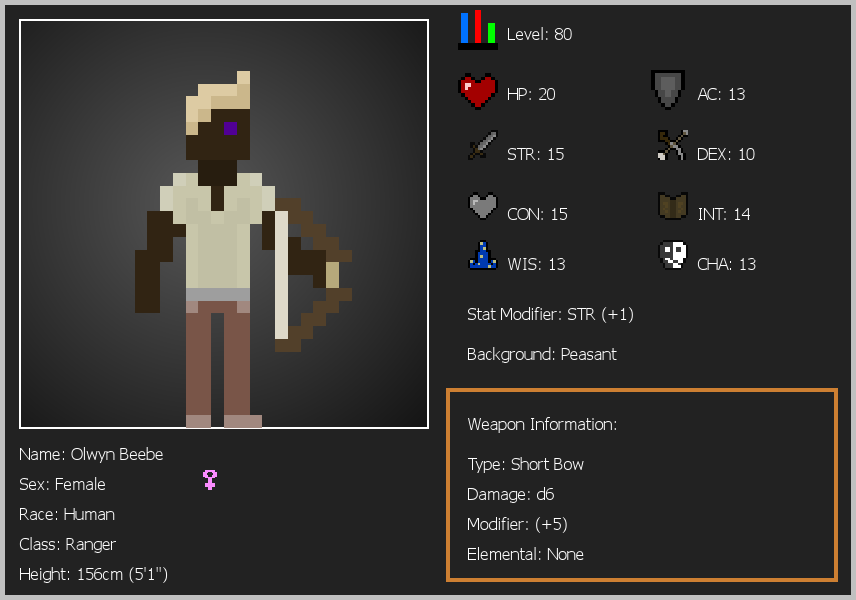 Level: 80
HP: 20
AC: 13
STR: 15
DEX: 10
CON: 15
INT: 14
WIS: 13
CHA: 13
Stat Modifier: STR (+1)
Background: Peasant
Weapon Information:
Type: Short Bow
Damage: d6
Modifier: (+5)
Elemental: None
Name: Olwyn Beebe
Sex: Female
Race: Human
Class: Ranger
Height: 156cm (5'1")